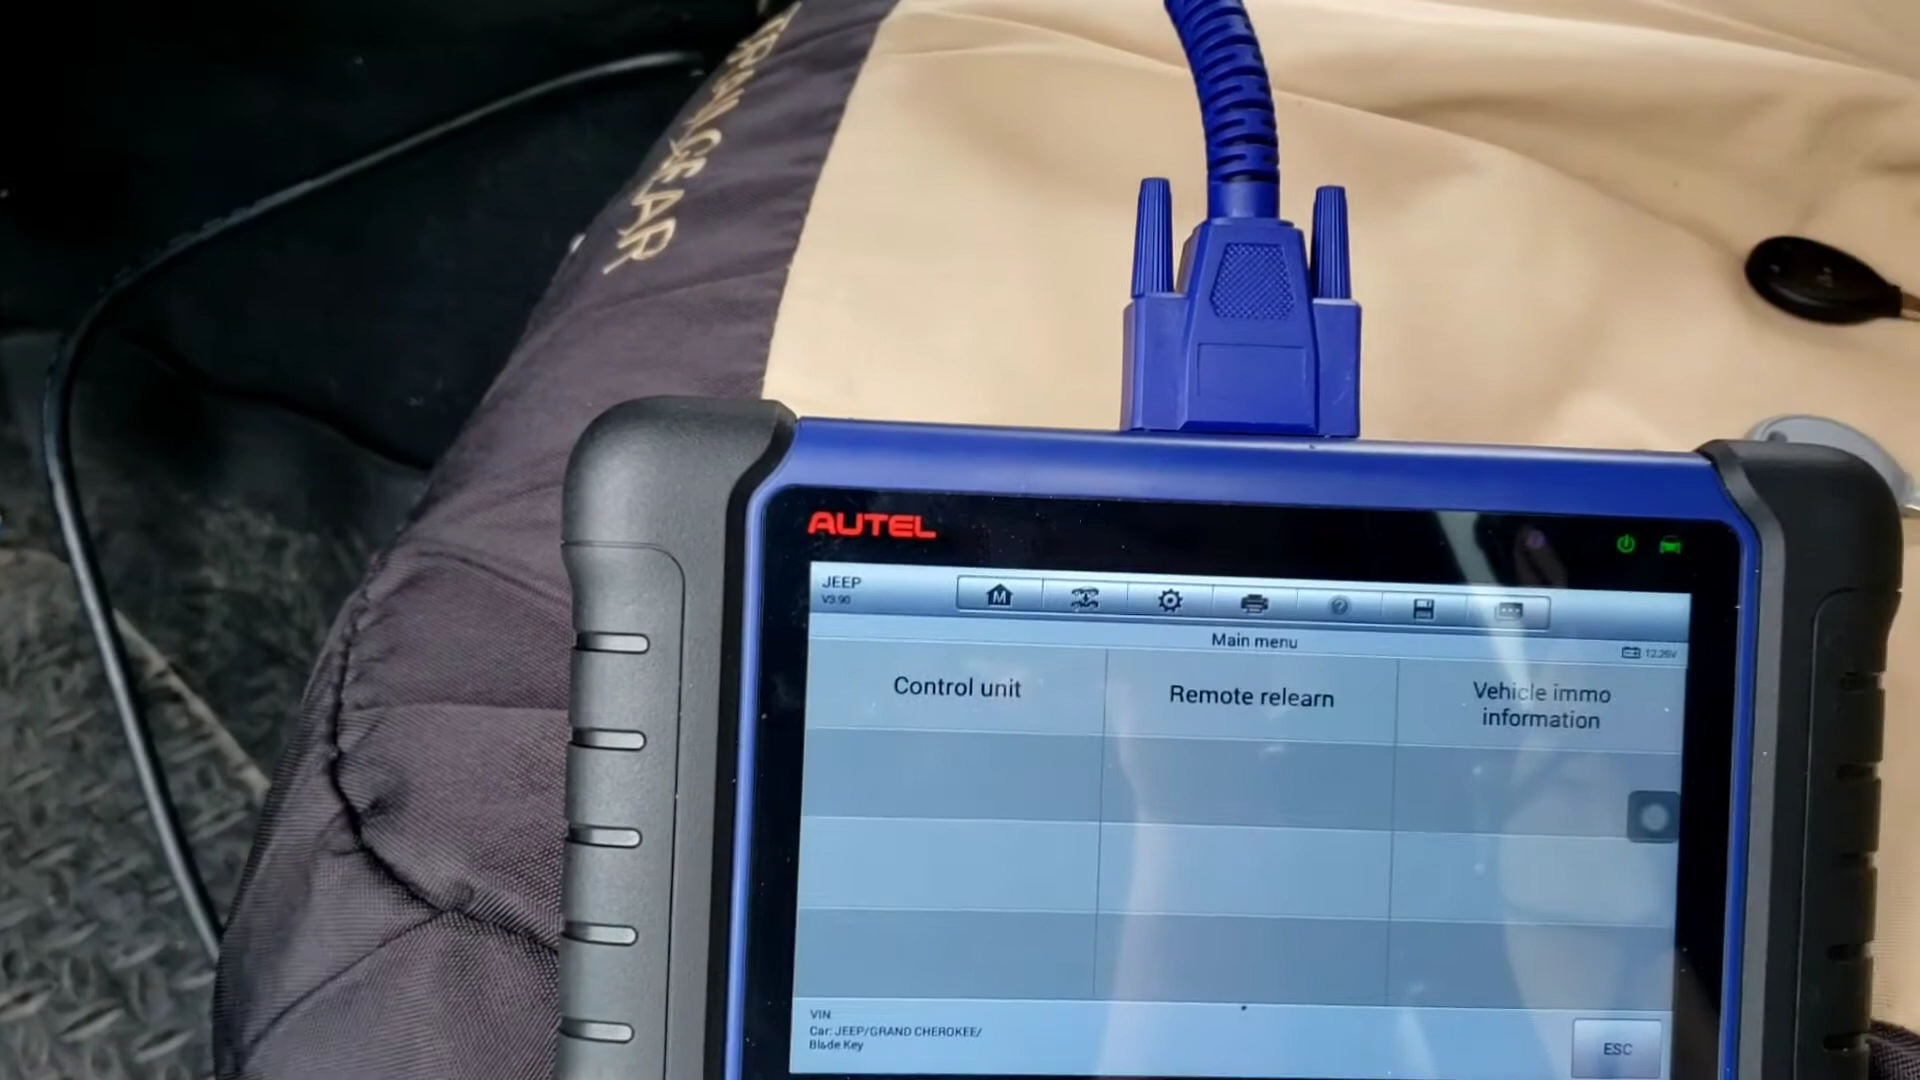 AUTEL
JEEP
V3.90
M
?
Main menu
12.26V
Control unit
Remote relearn
Vehicle immo
information
VIN:
Car: JEEP/GRAND CHEROKEE/
Blade Key
ESC
GEAR